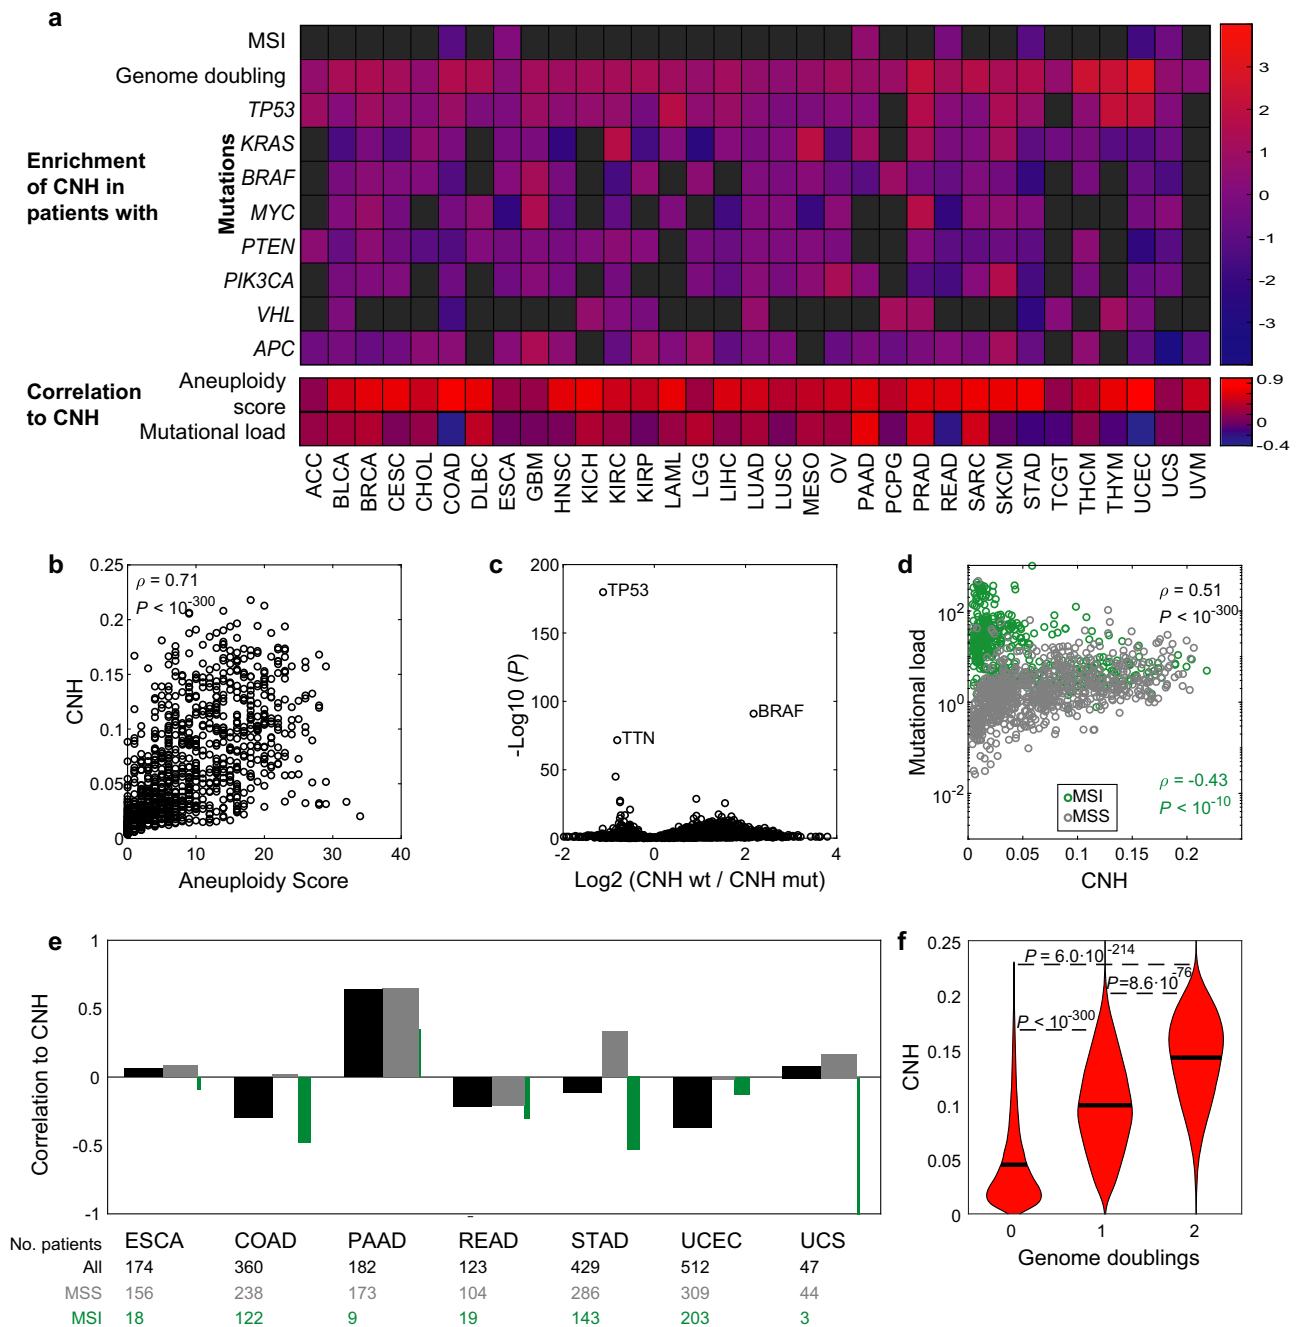 a
MSI
Genome doubling
TP53
KRAS
BRAF
MYC
PTEN
PIK3CA
VHL
APC
Mutations
Enrichment
of CNH in
patients with
3
2
1
0
-1
-2
-3
Correlation
to CNH
Aneuploidy
score
Mutational load
0.9
0
-0.4
ACC BLCA BRCA CESC CHOL COAD DLBC ESCA GBM HNSC KICH KIRC KIRP LAML LGG LIHC LUAD LUSC MESO OV PAAD PCPG PRAD READ SARC SKCM STAD TCGT THCM THYM UCEC UCS UVM
b
0.25
0.2
0.15
0.1
0.05
0
CNH
ρ = 0.71
P < 10-300
0 10 20 30 40
Aneuploidy Score
c
200
150
100
50
0
-Log10 (P)
TP53
BRAF
TTN
-2 0 2 4
Log2 (CNH wt / CNH mut)
d
10²
10⁰
10⁻²
Mutational load
ρ = 0.51
P < 10-300
ρ = -0.43
P < 10-10
MSI
MSS
0 0.05 0.1 0.15 0.2
CNH
e
1
0.5
0
-0.5
-1
Correlation to CNH
No. patients ESCA COAD PAAD READ STAD UCEC UCS
All 174 360 182 123 429 512 47
MSS 156 238 173 104 286 309 44
MSI 18 122 9 19 143 203 3
f
0.25
0.2
0.15
0.1
0.05
0
CNH
P = 6.0·10-214
P=8.6·10-76
P < 10-300
0 1 2
Genome doublings